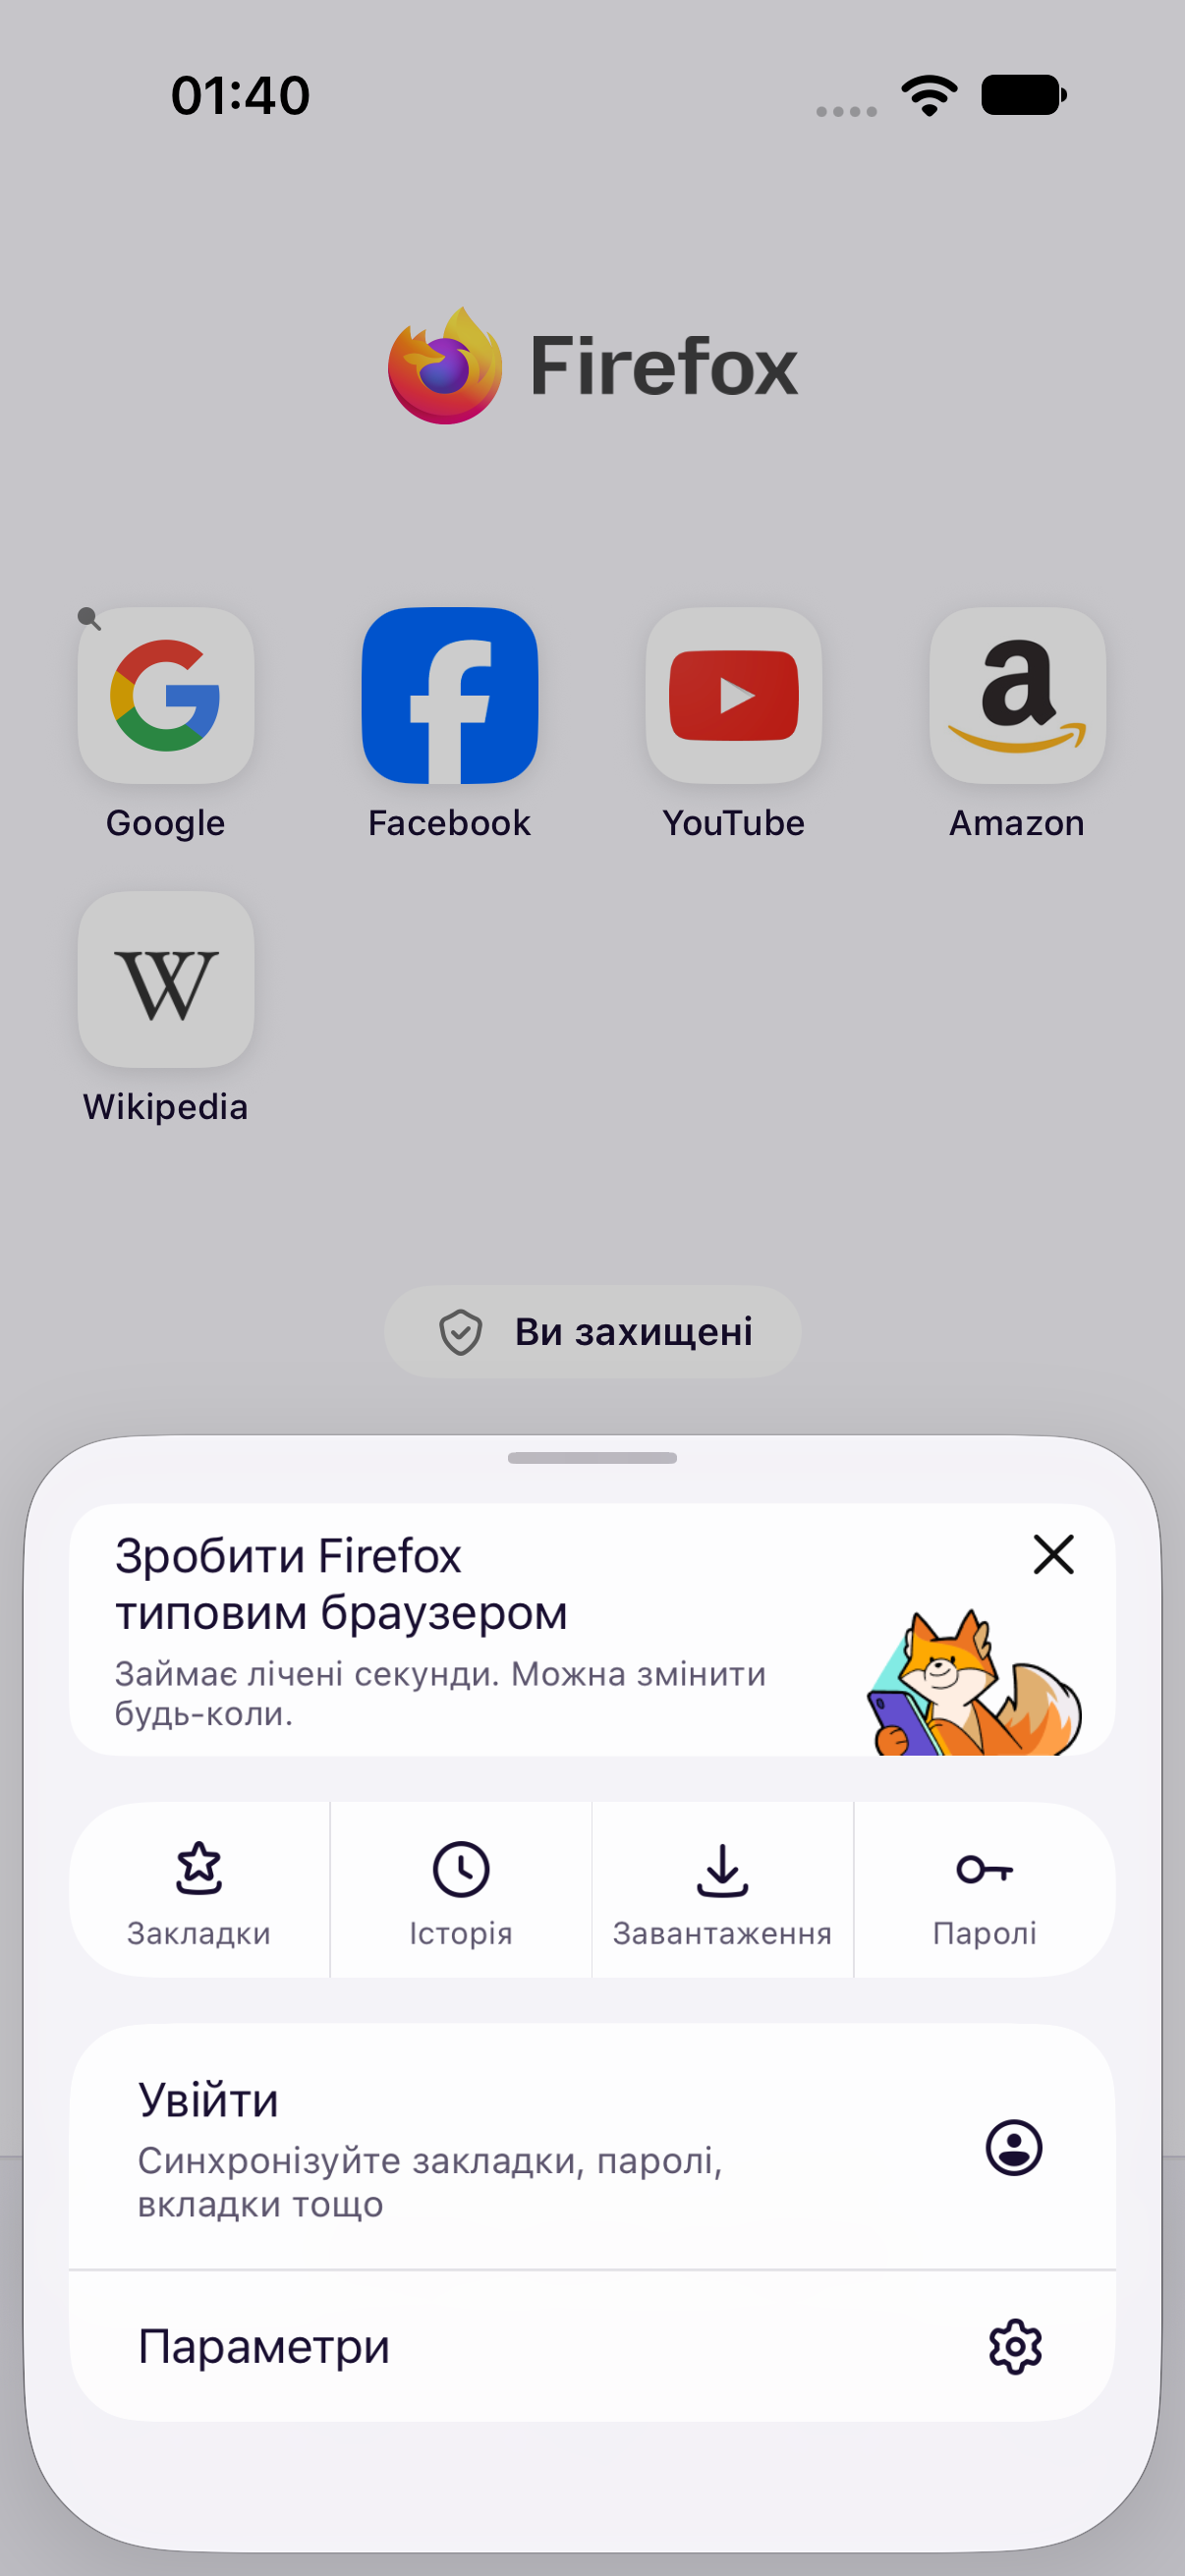 01:40
Firefox
Google
Facebook
YouTube
Amazon
Wikipedia
Ви захищені
Зробити Firefox
типовим браузером
Займає лічені секунди. Можна змінити
будь-коли.
Закладки
Історія
Завантаження
Паролі
Увійти
Синхронізуйте закладки, паролі,
вкладки тощо
Параметри